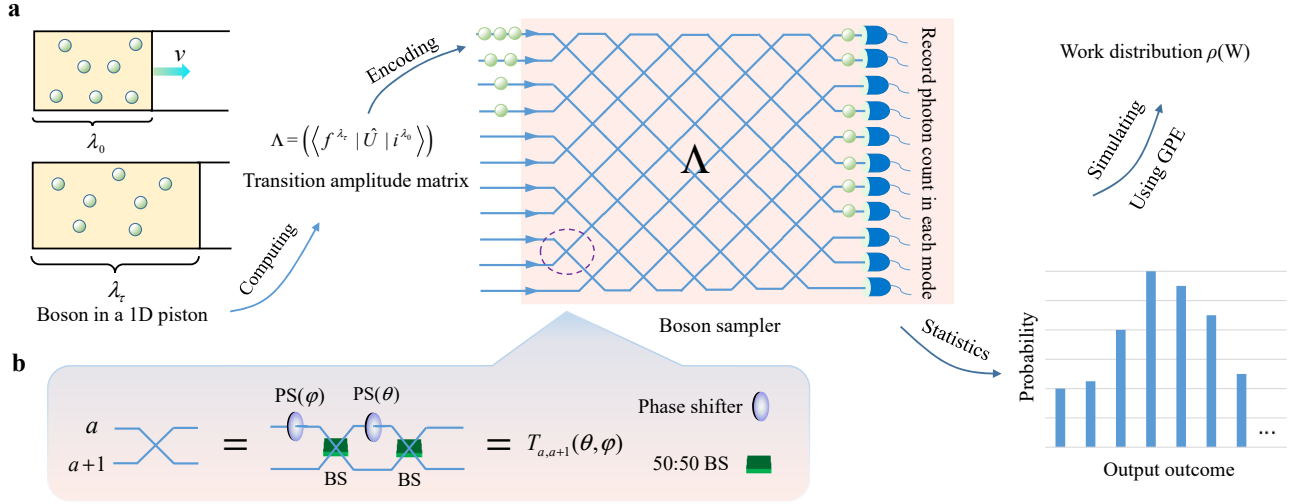 a
v
λ₀
λτ
Boson in a 1D piston
Computing
Λ = (⟨ f^λτ | Û | i^λ₀ ⟩)
Transition amplitude matrix
Encoding
Λ
Record photon count in each mode
Boson sampler
Statistics
Work distribution ρ(W)
Simulating
Using GPE
Probability
...
Output outcome
b
a
a+1
=
PS(φ)
PS(θ)
BS
BS
= T_{a,a+1}(θ,φ)
Phase shifter
50:50 BS